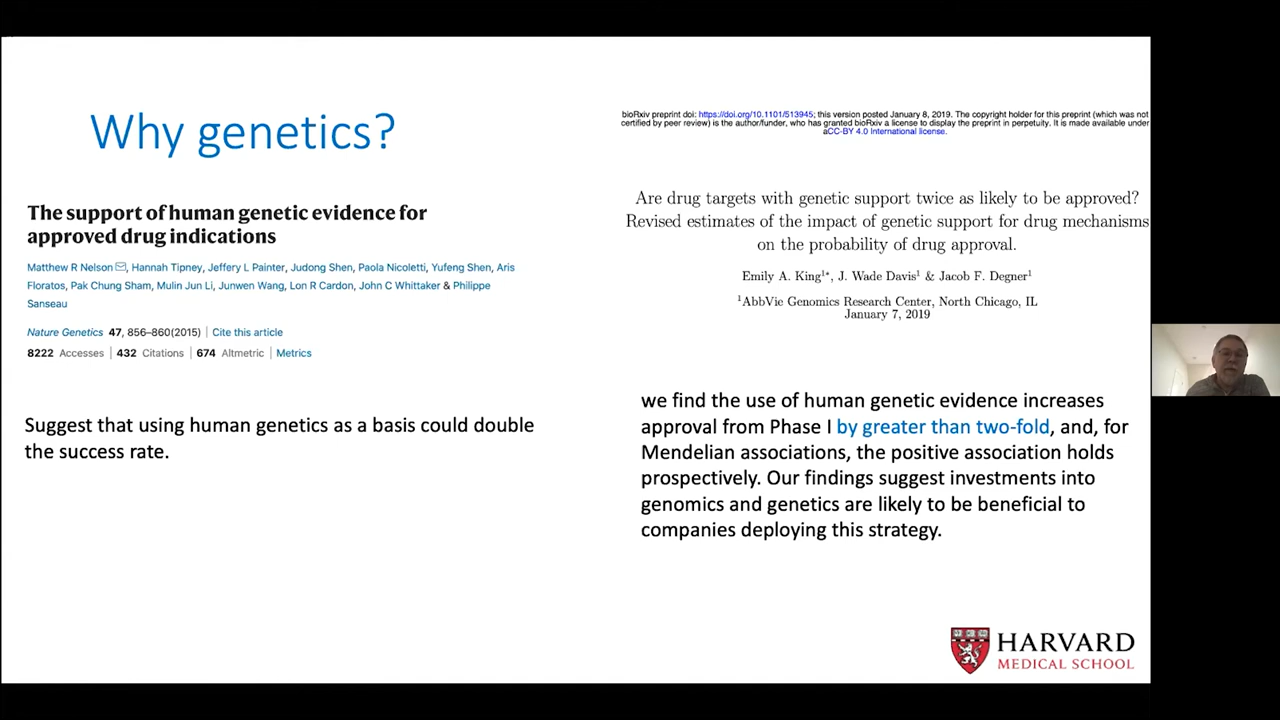 Why genetics?
The support of human genetic evidence for
approved drug indications
Matthew R Nelson, Hannah Tipney, Jeffery L Painter, Judong Shen, Paola Nicoletti, Yufeng Shen, Aris
Floratos, Pak Chung Sham, Mulin Jun Li, Junwen Wang, Lon R Cardon, John C Whittaker & Philippe
Sanseau
Nature Genetics 47, 856–860(2015) | Cite this article
8222 Accesses | 432 Citations | 674 Altmetric | Metrics
Suggest that using human genetics as a basis could double
the success rate.
bioRxiv preprint doi: https://doi.org/10.1101/513945; this version posted January 8, 2019. The copyright holder for this preprint (which was not
certified by peer review) is the author/funder, who has granted bioRxiv a license to display the preprint in perpetuity. It is made available under
aCC-BY 4.0 International license.
Are drug targets with genetic support twice as likely to be approved?
Revised estimates of the impact of genetic support for drug mechanisms
on the probability of drug approval.
Emily A. King1*, J. Wade Davis1 & Jacob F. Degner1
1AbbVie Genomics Research Center, North Chicago, IL
January 7, 2019
we find the use of human genetic evidence increases
approval from Phase I by greater than two-fold, and, for
Mendelian associations, the positive association holds
prospectively. Our findings suggest investments into
genomics and genetics are likely to be beneficial to
companies deploying this strategy.
HARVARD
MEDICAL SCHOOL